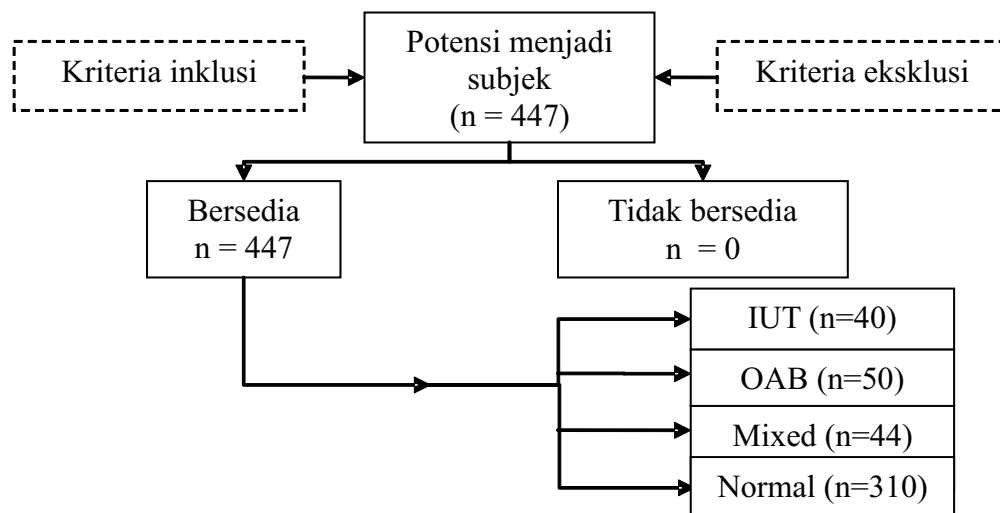 Potensi menjadi
subjek
(n = 447)
Kriteria inklusi
Kriteria eksklusi
Bersedia
n = 447
Tidak bersedia
n = 0
IUT (n=40)
OAB (n=50)
Mixed (n=44)
Normal (n=310)